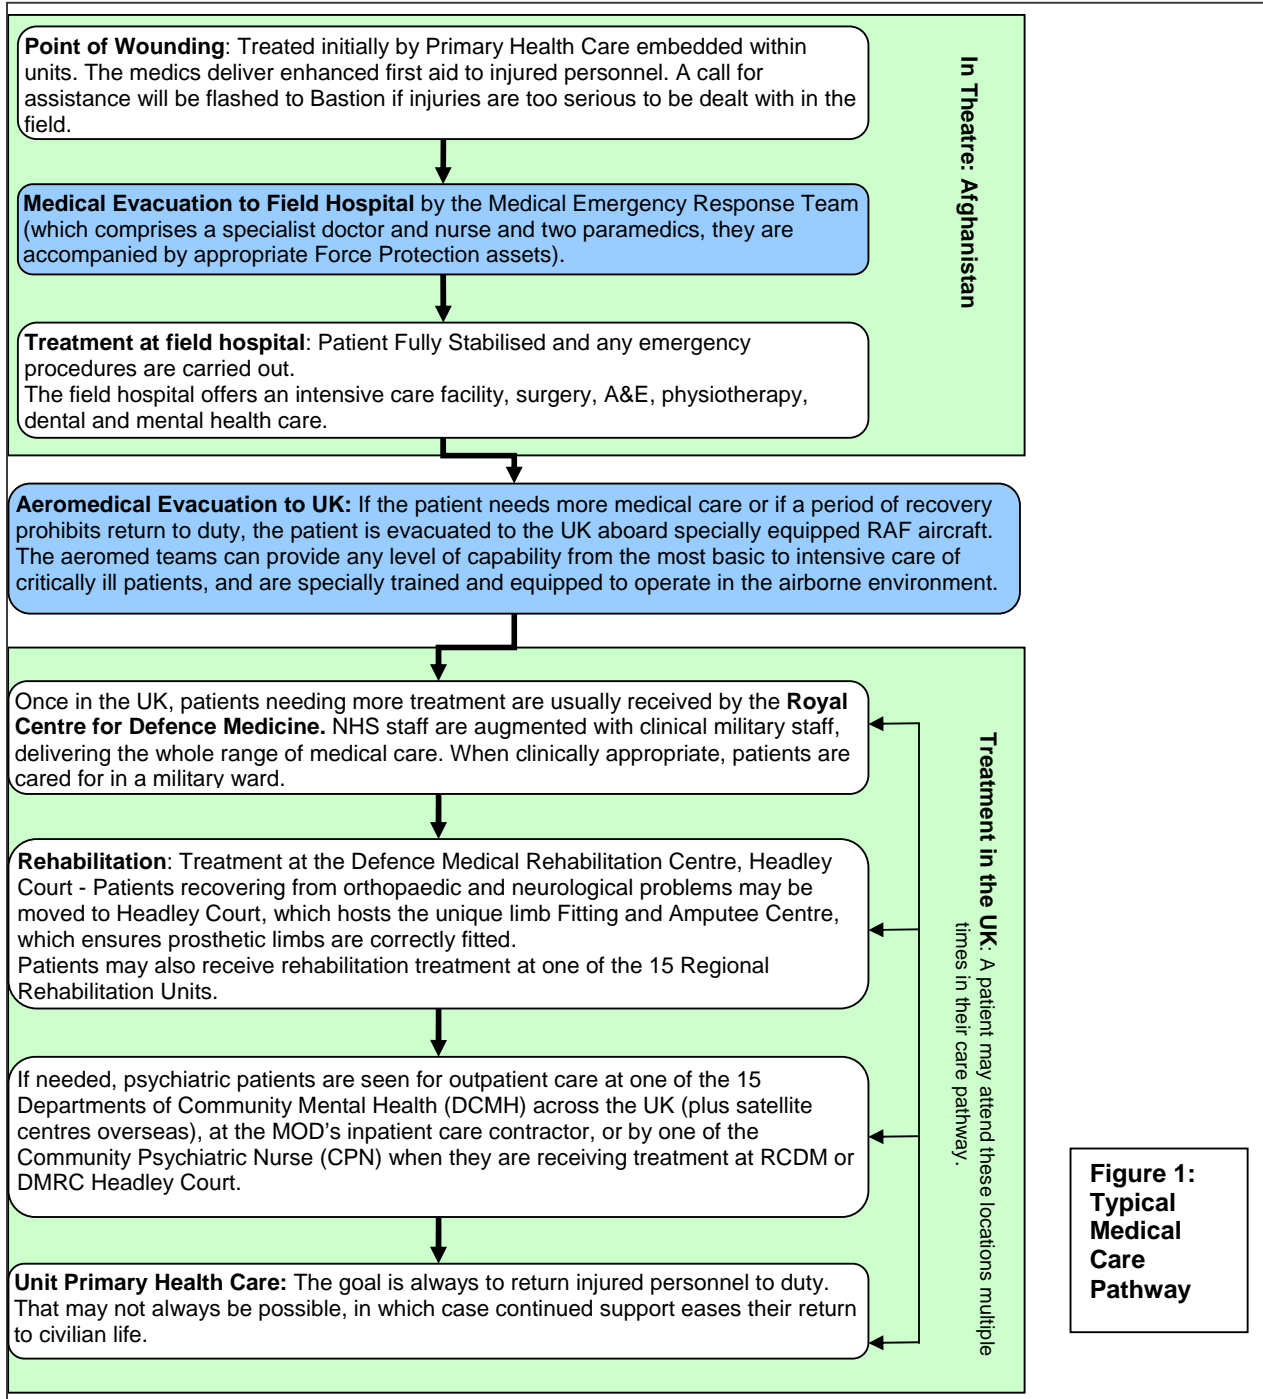 Point of Wounding: Treated initially by Primary Health Care embedded within
units. The medics deliver enhanced first aid to injured personnel. A call for
assistance will be flashed to Bastion if injuries are too serious to be dealt with in the
field.
Medical Evacuation to Field Hospital by the Medical Emergency Response Team
(which comprises a specialist doctor and nurse and two paramedics, they are
accompanied by appropriate Force Protection assets).
Treatment at field hospital: Patient Fully Stabilised and any emergency
procedures are carried out.
The field hospital offers an intensive care facility, surgery, A&E, physiotherapy,
dental and mental health care.
In Theatre: Afghanistan
Aeromedical Evacuation to UK: If the patient needs more medical care or if a period of recovery
prohibits return to duty, the patient is evacuated to the UK aboard specially equipped RAF aircraft.
The aeromed teams can provide any level of capability from the most basic to intensive care of
critically ill patients, and are specially trained and equipped to operate in the airborne environment.
Once in the UK, patients needing more treatment are usually received by the Royal
Centre for Defence Medicine. NHS staff are augmented with clinical military staff,
delivering the whole range of medical care. When clinically appropriate, patients are
cared for in a military ward.
Rehabilitation: Treatment at the Defence Medical Rehabilitation Centre, Headley
Court - Patients recovering from orthopaedic and neurological problems may be
moved to Headley Court, which hosts the unique limb Fitting and Amputee Centre,
which ensures prosthetic limbs are correctly fitted.
Patients may also receive rehabilitation treatment at one of the 15 Regional
Rehabilitation Units.
If needed, psychiatric patients are seen for outpatient care at one of the 15
Departments of Community Mental Health (DCMH) across the UK (plus satellite
centres overseas), at the MOD's inpatient care contractor, or by one of the
Community Psychiatric Nurse (CPN) when they are receiving treatment at RCDM or
DMRC Headley Court.
Unit Primary Health Care: The goal is always to return injured personnel to duty.
That may not always be possible, in which case continued support eases their return
to civilian life.
Treatment in the UK: A patient may attend these locations multiple
times in their care pathway.
Figure 1:
Typical
Medical
Care
Pathway